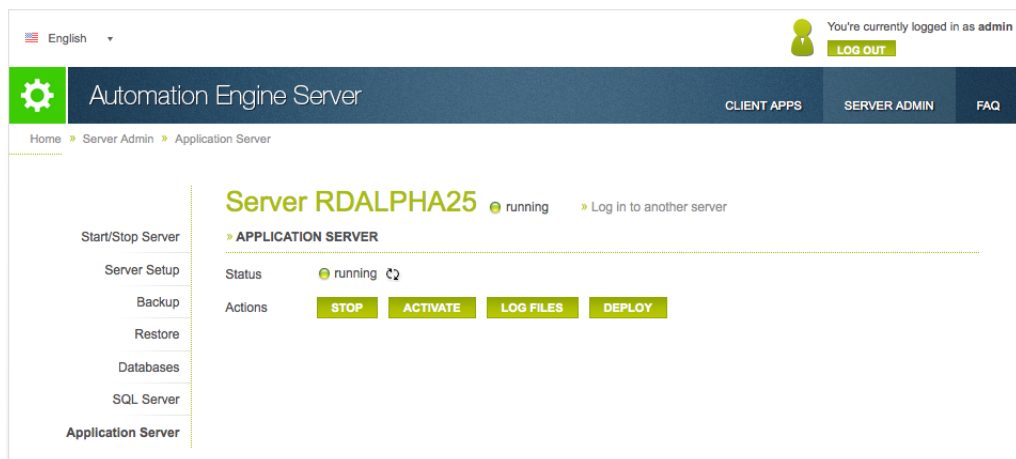 English
You're currently logged in as admin
LOG OUT
Automation Engine Server
CLIENT APPS SERVER ADMIN FAQ
Home » Server Admin » Application Server
Server RDALPHA25 running » Log in to another server
Start/Stop Server
Server Setup
Backup
Restore
Databases
SQL Server
Application Server
» APPLICATION SERVER
Status running
Actions STOP ACTIVATE LOG FILES DEPLOY